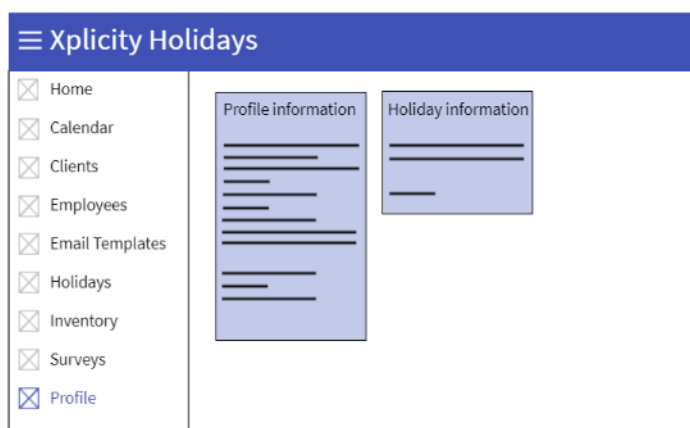 Xplicity Holidays
Home
Calendar
Clients
Employees
Email Templates
Holidays
Inventory
Surveys
Profile
Profile information
Holiday information